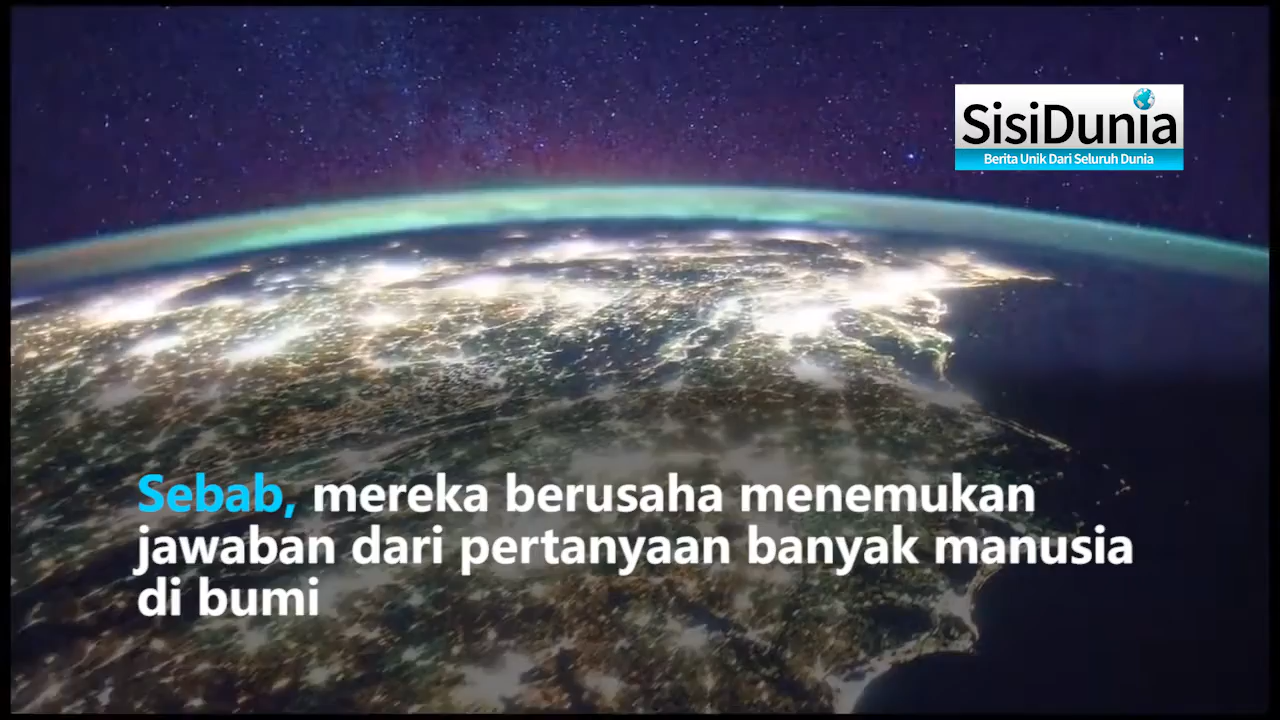 SisiDunia
Berita Unik Dari Seluruh Dunia
Sebab, mereka berusaha menemukan
jawaban dari pertanyaan banyak manusia
di bumi